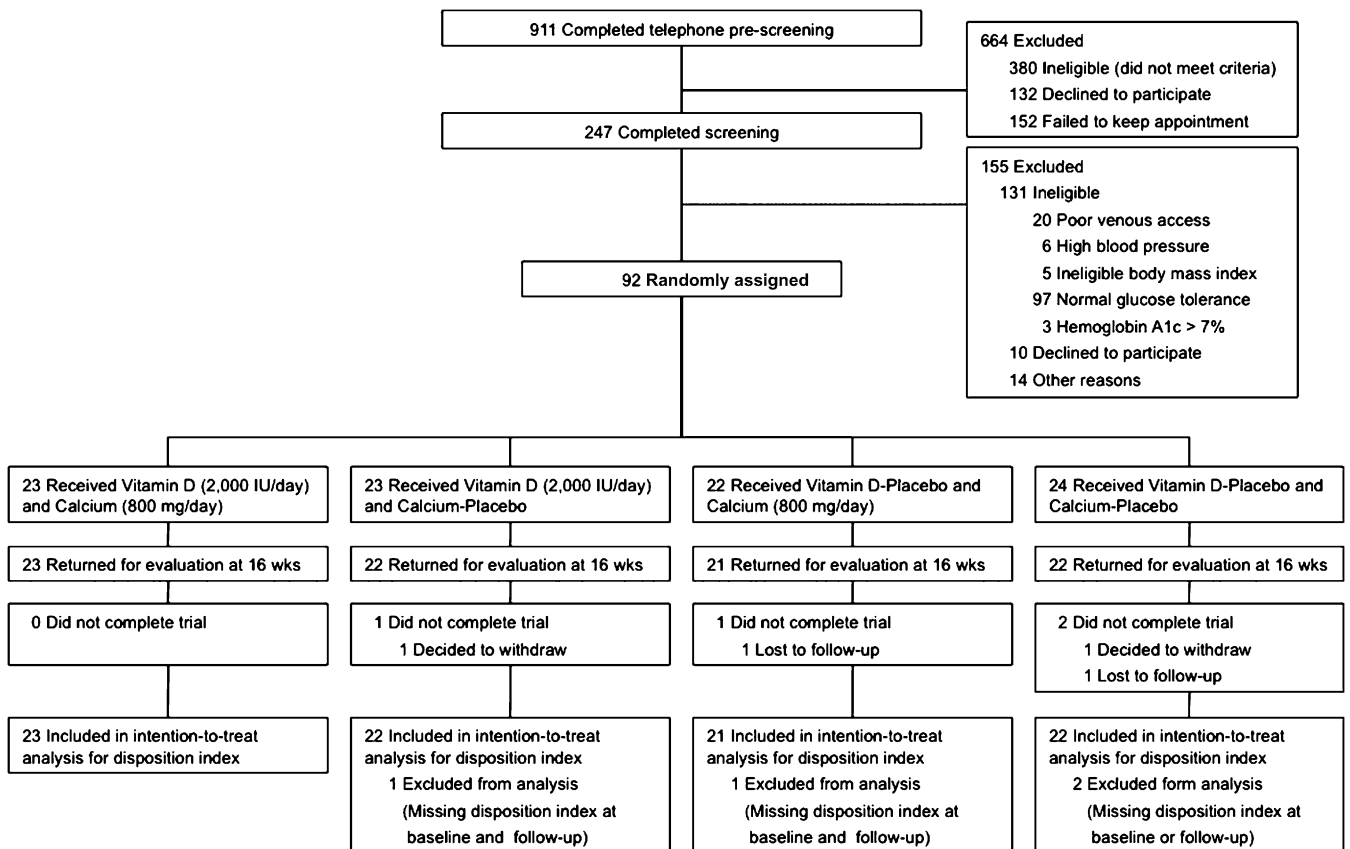 911 Completed telephone pre-screening
664 Excluded
380 Ineligible (did not meet criteria)
132 Declined to participate
152 Failed to keep appointment
247 Completed screening
155 Excluded
131 Ineligible
20 Poor venous access
6 High blood pressure
5 Ineligible body mass index
97 Normal glucose tolerance
3 Hemoglobin A1c > 7%
10 Declined to participate
14 Other reasons
92 Randomly assigned
23 Received Vitamin D (2,000 IU/day)
and Calcium (800 mg/day)
23 Returned for evaluation at 16 wks
0 Did not complete trial
23 Included in intention-to-treat
analysis for disposition index
23 Received Vitamin D (2,000 IU/day)
and Calcium-Placebo
22 Returned for evaluation at 16 wks
1 Did not complete trial
1 Decided to withdraw
22 Included in intention-to-treat
analysis for disposition index
1 Excluded from analysis
(Missing disposition index at
baseline and follow-up)
22 Received Vitamin D-Placebo and
Calcium (800 mg/day)
21 Returned for evaluation at 16 wks
1 Did not complete trial
1 Lost to follow-up
21 Included in intention-to-treat
analysis for disposition index
1 Excluded from analysis
(Missing disposition index at
baseline and follow-up)
24 Received Vitamin D-Placebo and
Calcium-Placebo
22 Returned for evaluation at 16 wks
2 Did not complete trial
1 Decided to withdraw
1 Lost to follow-up
22 Included in intention-to-treat
analysis for disposition index
2 Excluded form analysis
(Missing disposition index at
baseline or follow-up)